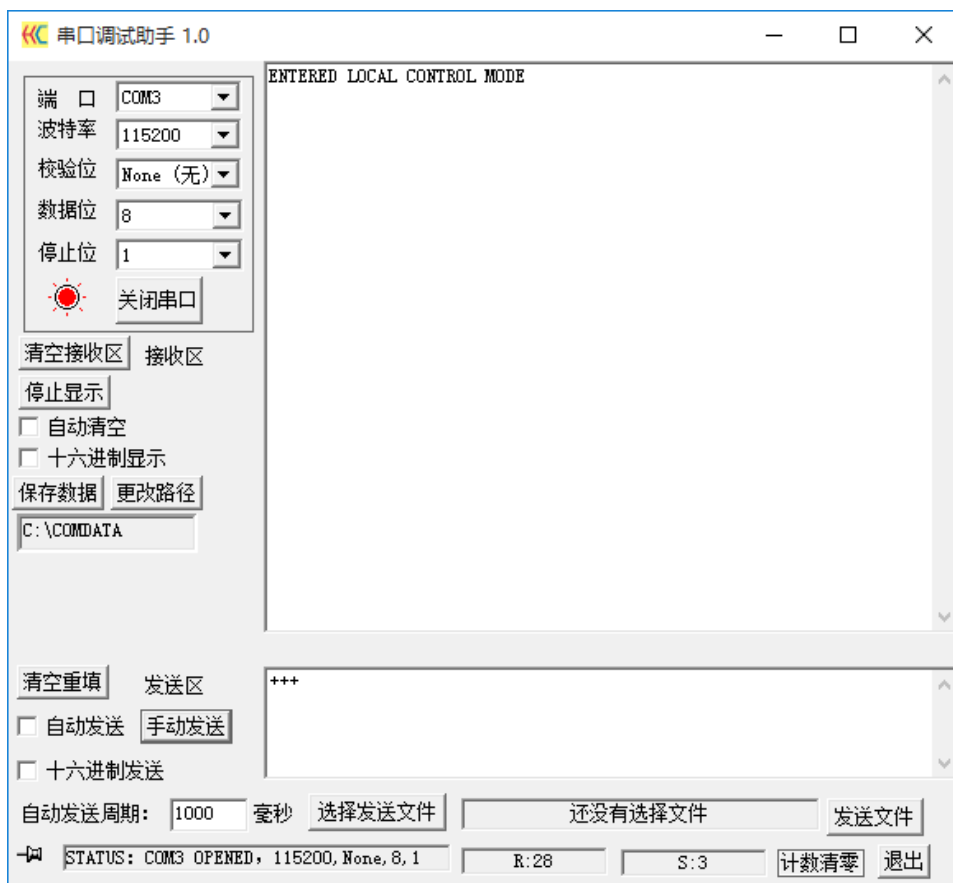 串口调试助手 1.0
端 口 COM3
波特率 115200
校验位 None (无)
数据位 8
停止位 1
关闭串口
清空接收区 接收区
停止显示
自动清空
十六进制显示
保存数据 更改路径
C:\COMDATA
ENTERED LOCAL CONTROL MODE
清空重填 发送区
自动发送 手动发送
十六进制发送
+++
自动发送周期: 1000 毫秒 选择发送文件 还没有选择文件 发送文件
STATUS: COM3 OPENED, 115200,None,8,1 R:28 S:3 计数清零 退出